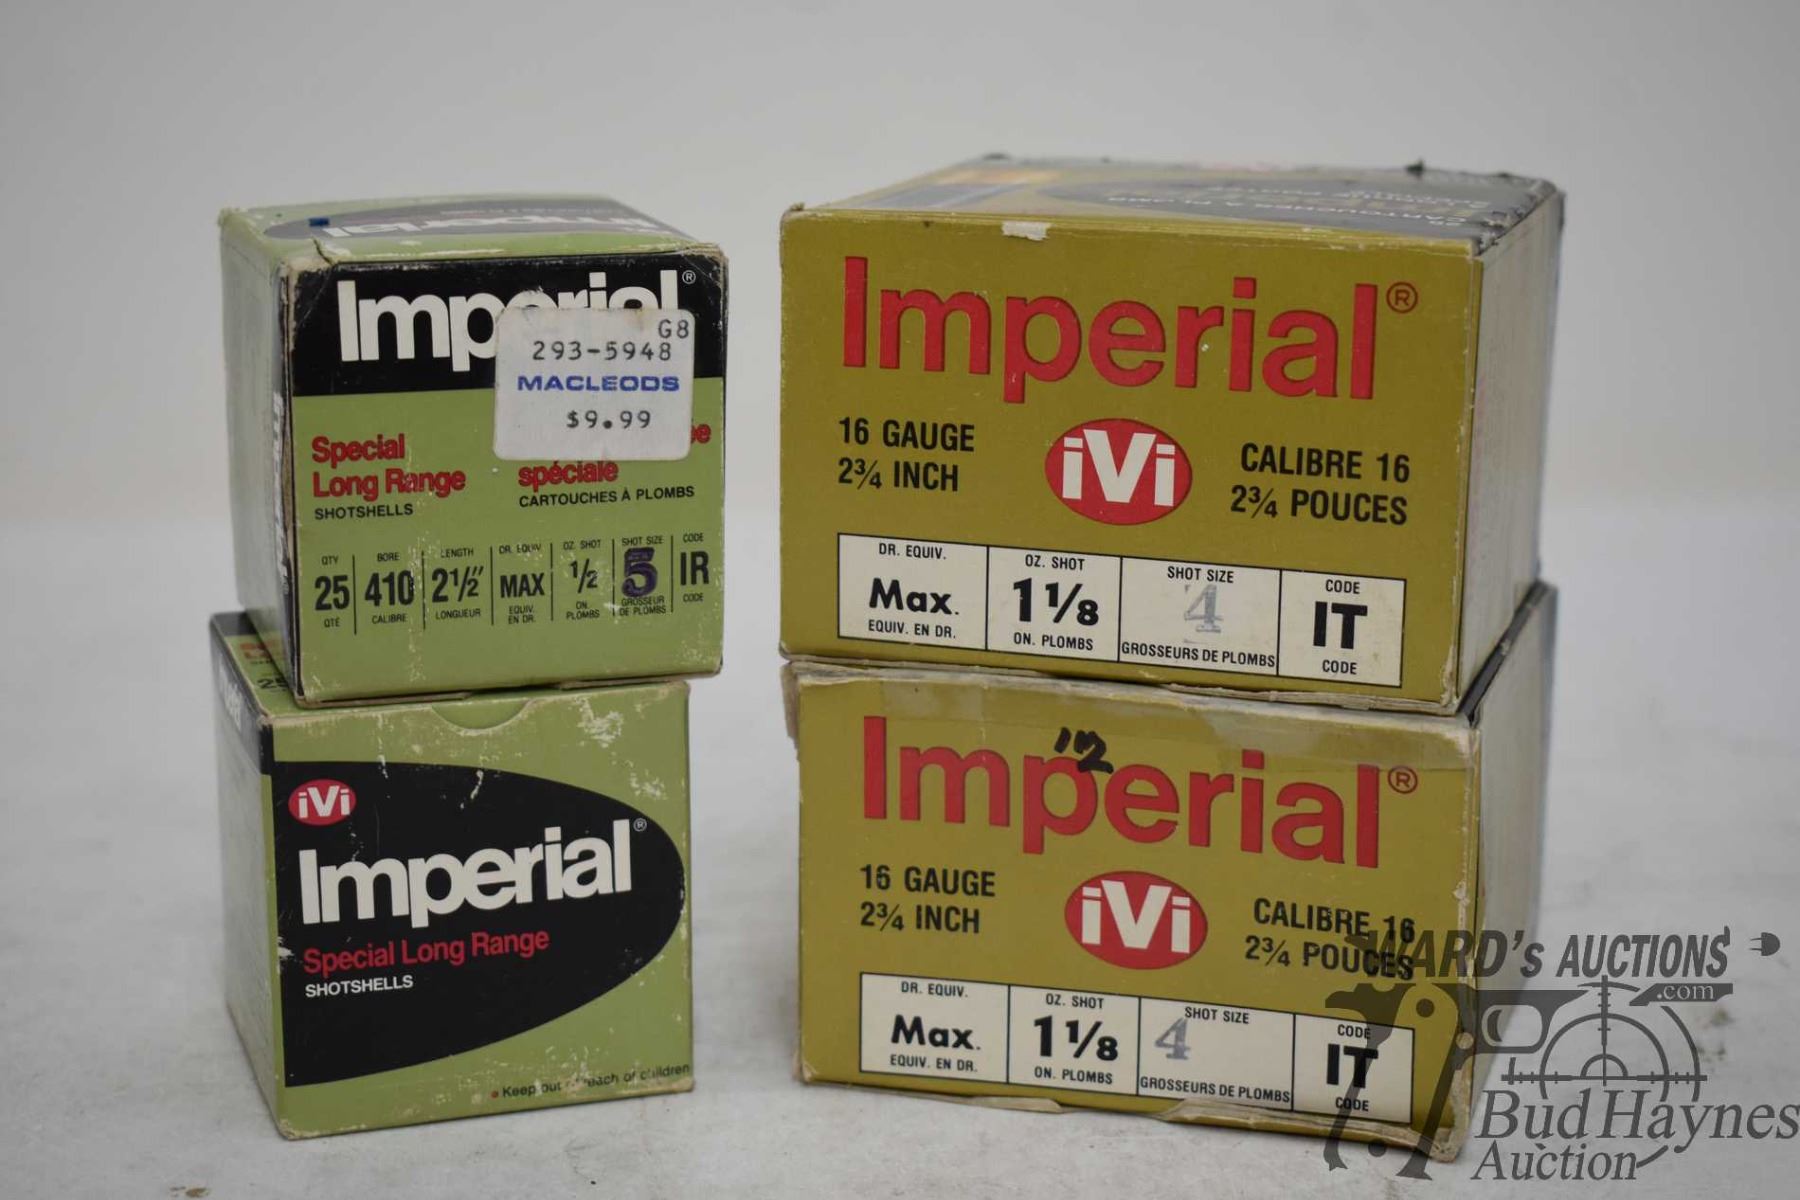 Imperial
Imperial®
G8
293-5948
MACLEODS
$9.99
Special
Long Range
SHOTSHELLS
spéciale
CARTOUCHES À PLOMBS
QTY BORE LENGTH DR. EQUIV OZ. SHOT SHOT SIZE CODE
25 410 2½" MAX ½ 5 IR
QTÉ CALIBRE LONGUEUR EQUIV. EN DR. ON. PLOMBS GROSSEUR DE PLOMBS CODE
25
iVi
Imperial®
Special Long Range
SHOTSHELLS
Keep out of reach of children
CARTOUCHES À PLOMB
Imperial®
16 GAUGE
2¾ INCH
iVi
CALIBRE 16
2¾ POUCES
DR. EQUIV. OZ. SHOT SHOT SIZE CODE
Max. 1⅛ 4 IT
EQUIV. EN DR. ON. PLOMBS GROSSEURS DE PLOMBS CODE
Imperial®
12
16 GAUGE
2¾ INCH
iVi
CALIBRE 16
2¾ POUCES
DR. EQUIV. OZ. SHOT SHOT SIZE CODE
Max. 1⅛ 4 IT
EQUIV. EN DR. ON. PLOMBS GROSSEURS DE PLOMBS CODE
WARD'S AUCTIONS
.com
Bud Haynes
Auction